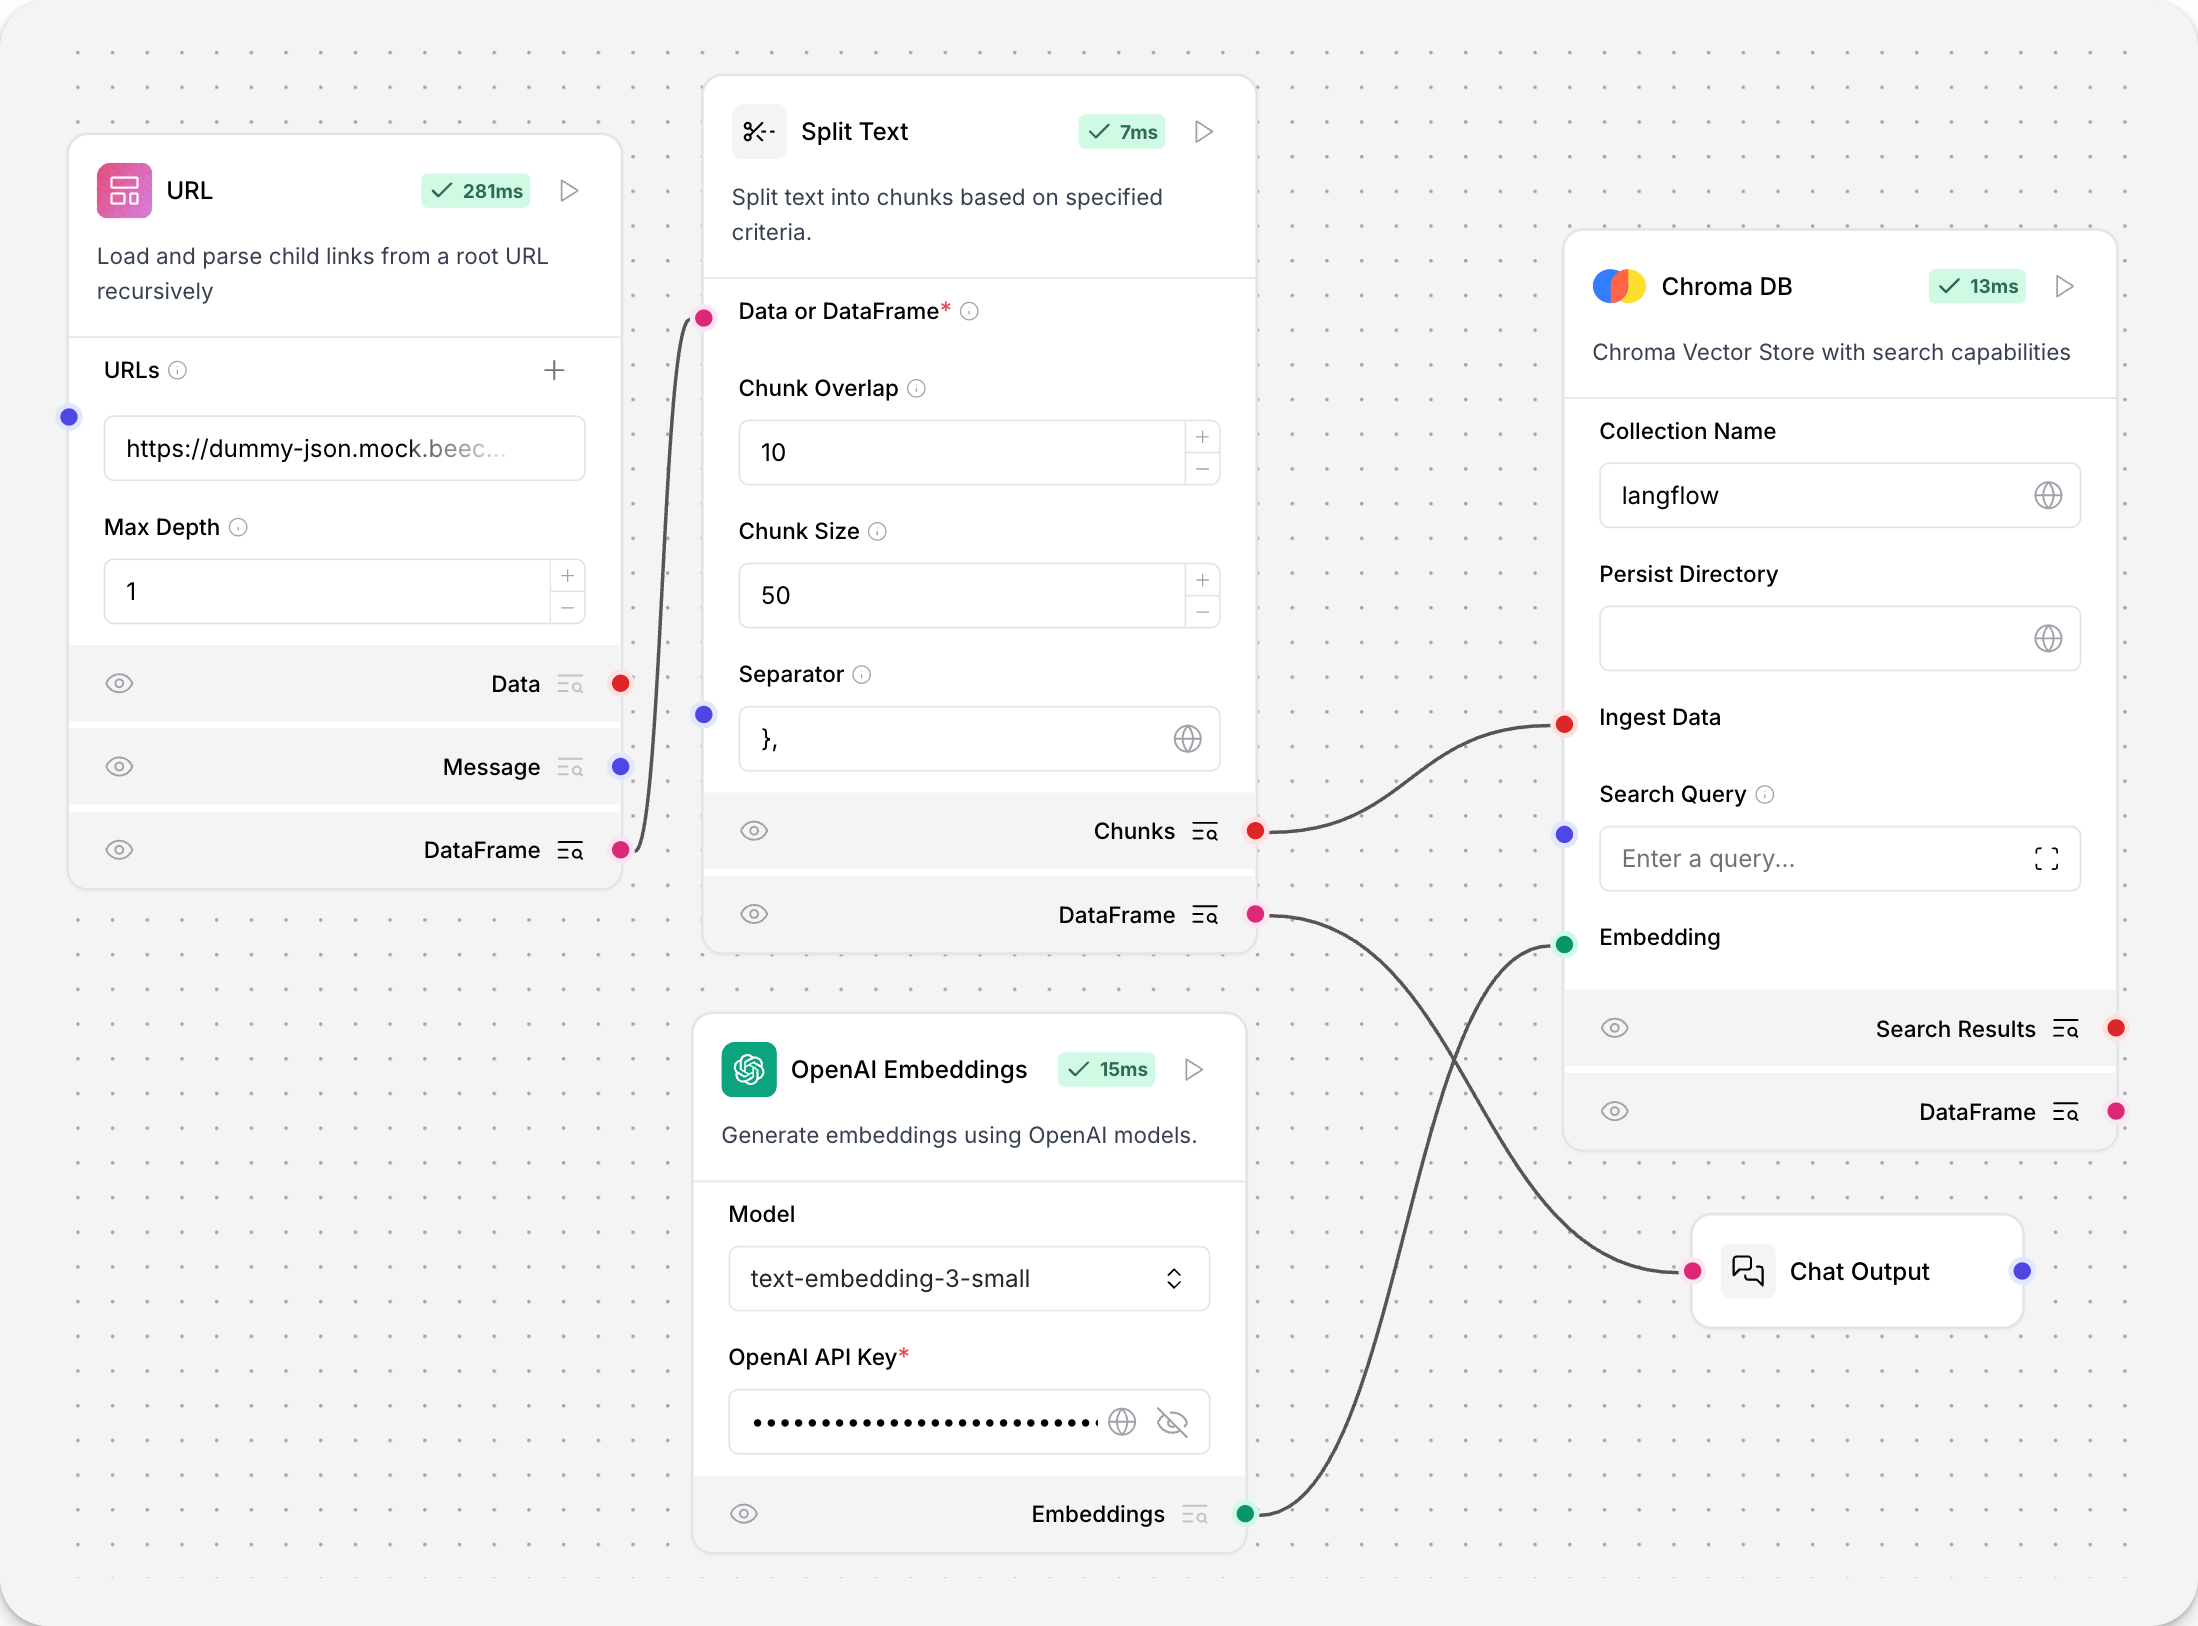 URL
281ms
Load and parse child links from a root URL
recursively
URLs
https://dummy-json.mock.beec...
Max Depth
1
Data
Message
DataFrame
Split Text
7ms
Split text into chunks based on specified
criteria.
Data or DataFrame*
Chunk Overlap
10
Chunk Size
50
Separator
},
Chunks
DataFrame
OpenAI Embeddings
15ms
Generate embeddings using OpenAI models.
Model
text-embedding-3-small
OpenAI API Key*
Embeddings
Chroma DB
13ms
Chroma Vector Store with search capabilities
Collection Name
langflow
Persist Directory
Ingest Data
Search Query
Enter a query...
Embedding
Search Results
DataFrame
Chat Output